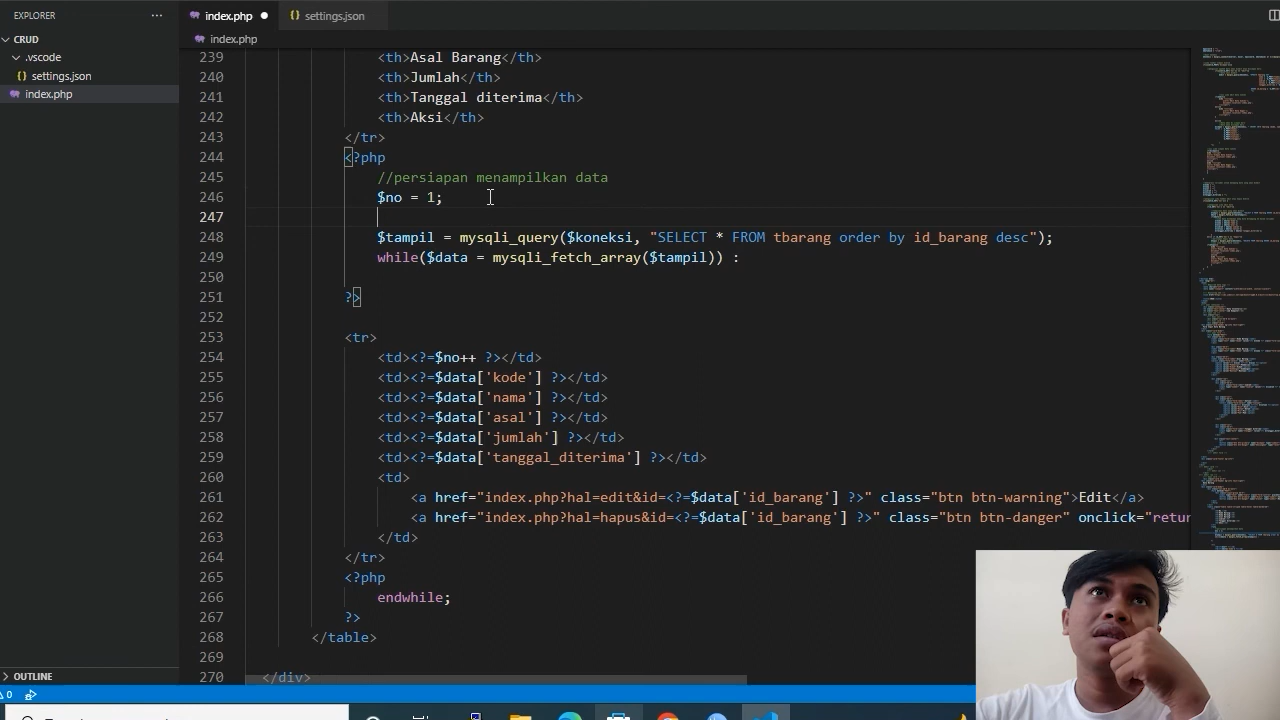 EXPLORER
index.php
settings.json
CRUD
.vscode
settings.json
index.php
index.php
239 <th>Asal Barang</th>
240 <th>Jumlah</th>
241 <th>Tanggal diterima</th>
242 <th>Aksi</th>
243 </tr>
244 <?php
245 //persiapan menampilkan data
246 $no = 1;
247
248 $tampil = mysqli_query($koneksi, "SELECT * FROM tbarang order by id_barang desc");
249 while($data = mysqli_fetch_array($tampil)) :
250
251 ?>
252
253 <tr>
254 <td><?=$no++ ?></td>
255 <td><?=$data['kode'] ?></td>
256 <td><?=$data['nama'] ?></td>
257 <td><?=$data['asal'] ?></td>
258 <td><?=$data['jumlah'] ?></td>
259 <td><?=$data['tanggal_diterima'] ?></td>
260 <td>
261 <a href="index.php?hal=edit&id=<?=$data['id_barang'] ?>" class="btn btn-warning">Edit</a>
262 <a href="index.php?hal=hapus&id=<?=$data['id_barang'] ?>" class="btn btn-danger" onclick="retur
263 </td>
264 </tr>
265 <?php
266 endwhile;
267 ?>
268 </table>
269
270 </div>
OUTLINE
0